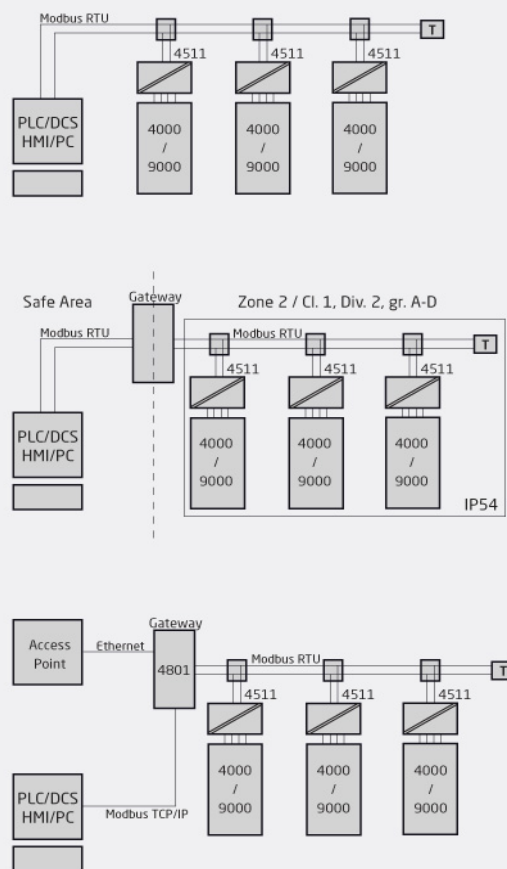 Modbus RTU
T
4511
4511
4511
PLC/DCS
HMI/PC
4000
/
9000
4000
/
9000
4000
/
9000
Safe Area
Gateway
Zone 2 / Cl. 1, Div. 2, gr. A-D
Modbus RTU
Modbus RTU
T
4511
4511
4511
PLC/DCS
HMI/PC
4000
/
9000
4000
/
9000
4000
/
9000
IP54
Gateway
Access
Point
Ethernet
4801
Modbus RTU
T
4511
4511
4511
PLC/DCS
HMI/PC
Modbus TCP/IP
4000
/
9000
4000
/
9000
4000
/
9000